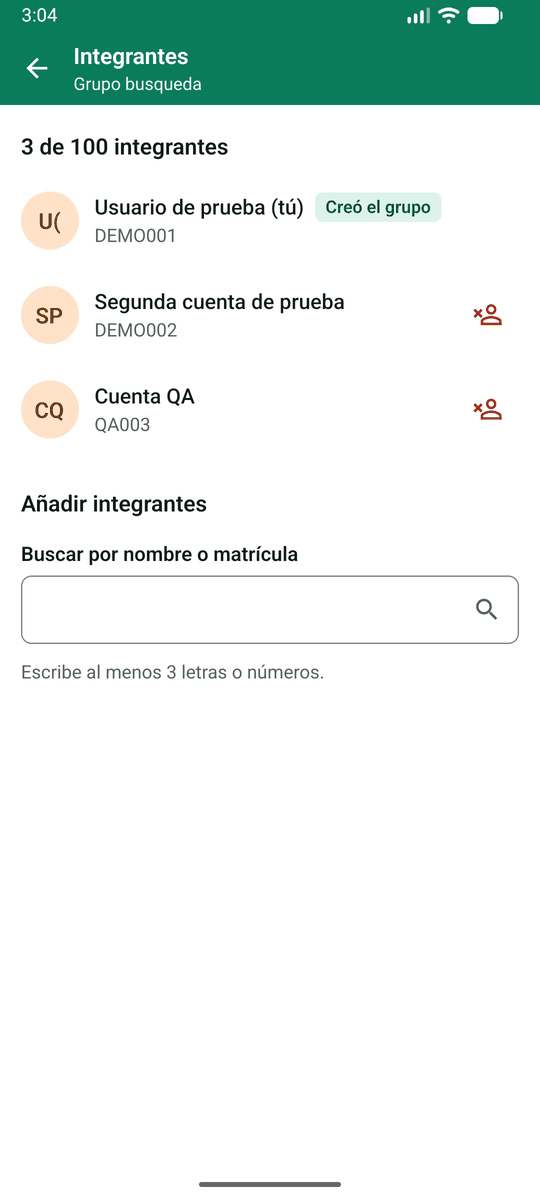 3:04
Integrantes
Grupo busqueda
3 de 100 integrantes
U(
Usuario de prueba (tú)
Creó el grupo
DEMO001
SP
Segunda cuenta de prueba
DEMO002
CQ
Cuenta QA
QA003
Añadir integrantes
Buscar por nombre o matrícula
Escribe al menos 3 letras o números.